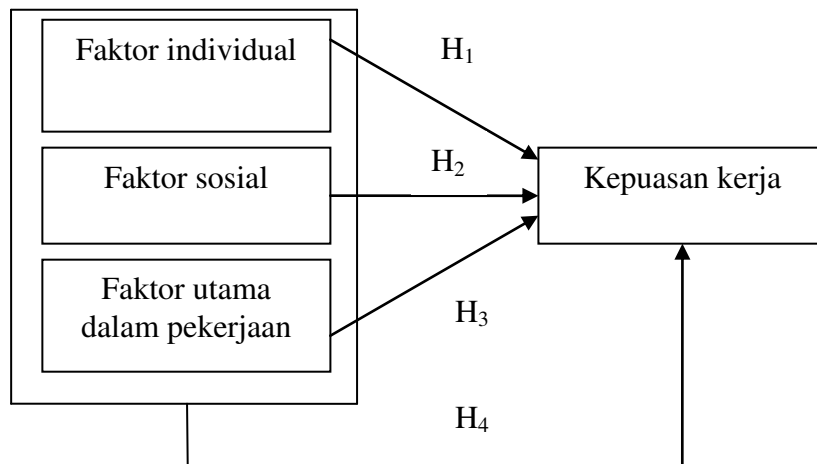 Faktor individual
H1
Faktor sosial
H2
Kepuasan kerja
Faktor utama
dalam pekerjaan
H3
H4